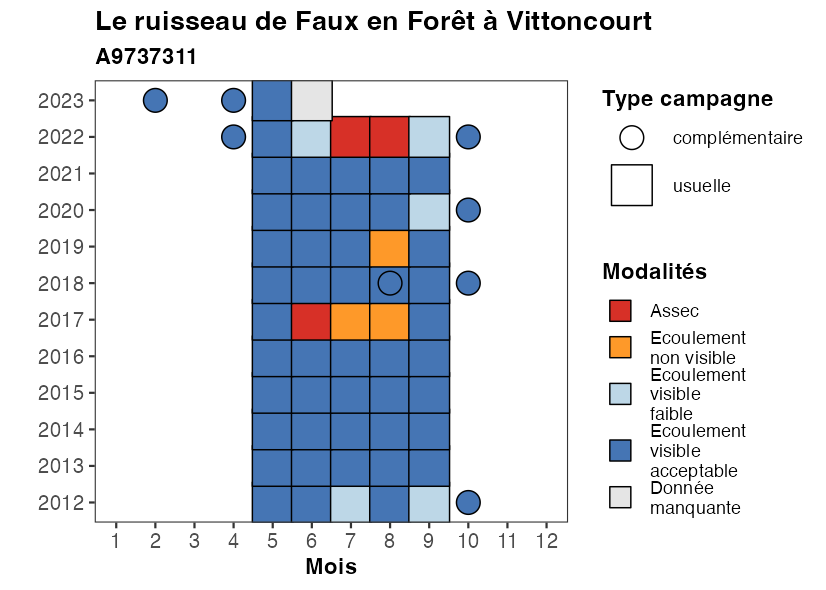 Le ruisseau de Faux en Forêt à Vittoncourt
A9737311
2023
2022
2021
2020
2019
2018
2017
2016
2015
2014
2013
2012
1 2 3 4 5 6 7 8 9 10 11 12
Mois
Type campagne
complémentaire
usuelle
Modalités
Assec
Ecoulement
non visible
Ecoulement
visible
faible
Ecoulement
visible
acceptable
Donnée
manquante